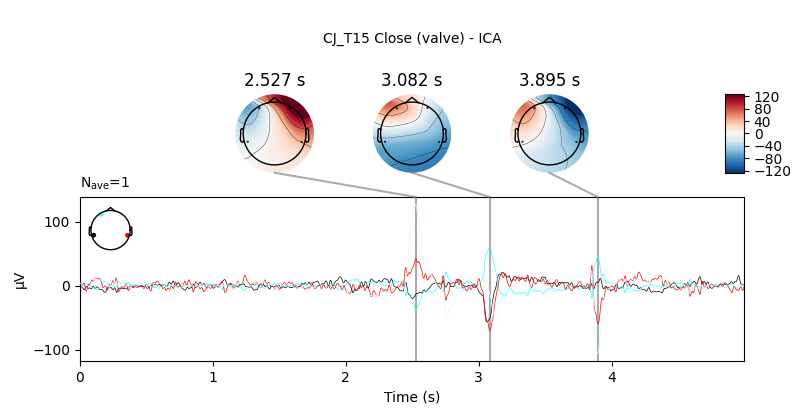 CJ_T15 Close (valve) - ICA
2.527 s 3.082 s 3.895 s
120
80
40
0
−40
−80
−120
Nave=1
100
0
−100
µV
0 1 2 3 4
Time (s)